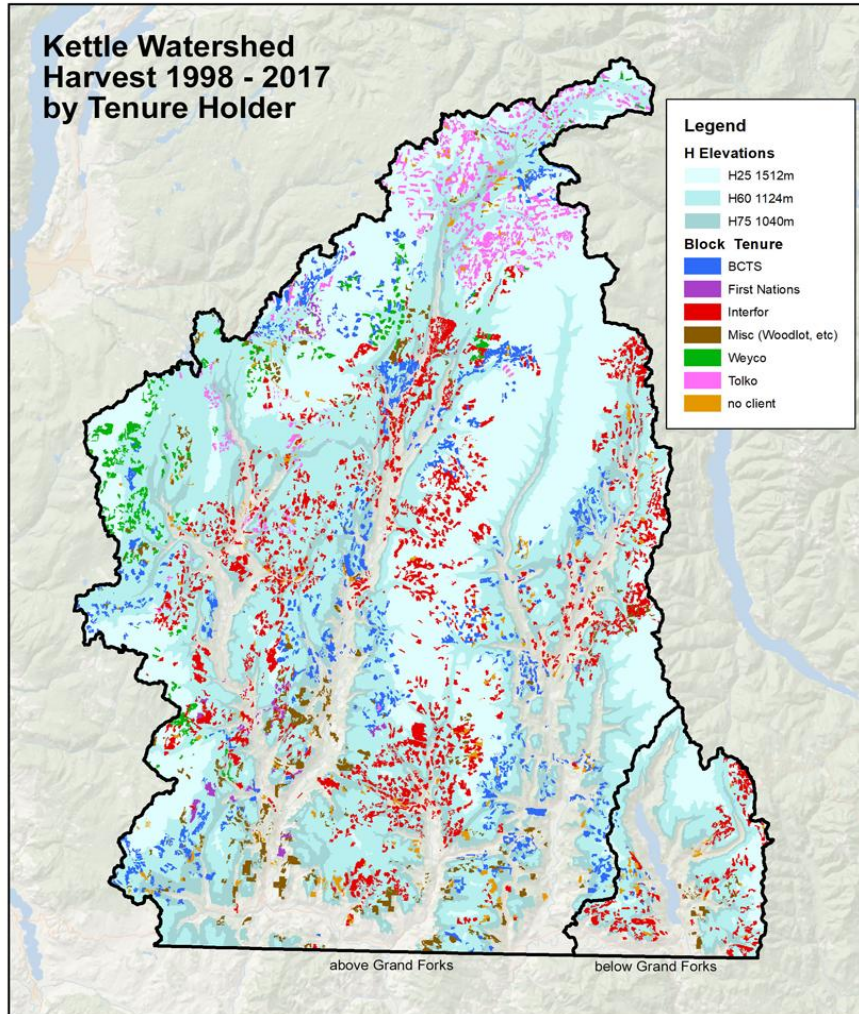 Kettle Watershed
Harvest 1998 - 2017
by Tenure Holder
Legend
H Elevations
H25 1512m
H60 1124m
H75 1040m
Block Tenure
BCTS
First Nations
Interfor
Misc (Woodlot, etc)
Weyco
Tolko
no client
above Grand Forks
below Grand Forks